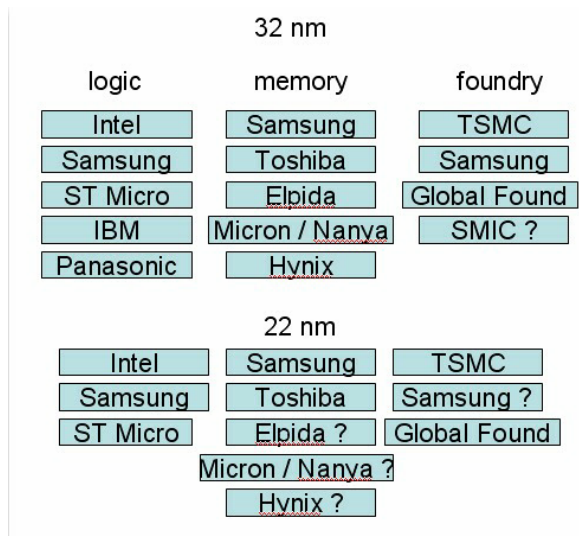 32 nm
logic memory foundry
Intel Samsung TSMC
Samsung Toshiba Samsung
ST Micro Elpida Global Found
IBM Micron / Nanya SMIC ?
Panasonic Hynix
22 nm
Intel Samsung TSMC
Samsung Toshiba Samsung ?
ST Micro Elpida ? Global Found
Micron / Nanya ?
Hynix ?